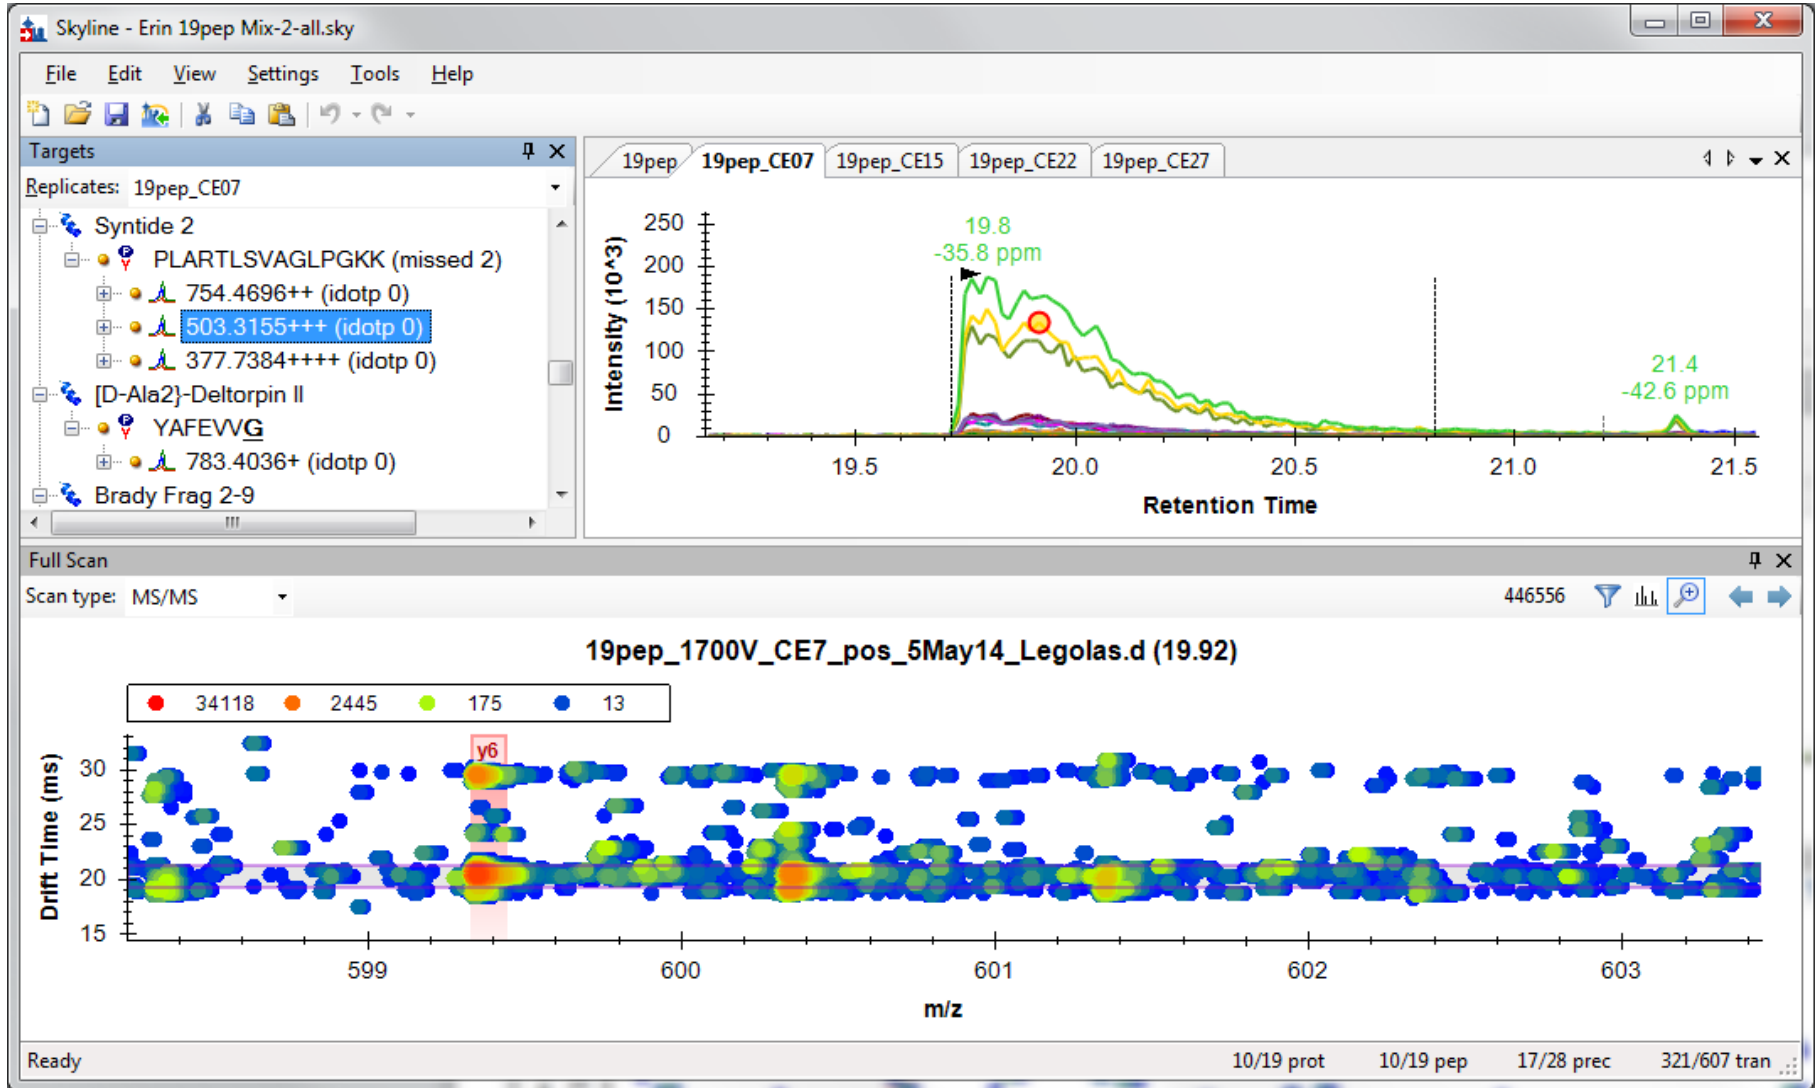 Skyline - Erin 19pep Mix-2-all.sky
File Edit View Settings Tools Help
Targets
Replicates: 19pep_CE07
Syntide 2
PLARTLSVAGLPGKK (missed 2)
754.4696++ (idotp 0)
503.3155+++ (idotp 0)
377.7384++++ (idotp 0)
[D-Ala2}-Deltorpin II
YAFEVVG
783.4036+ (idotp 0)
Brady Frag 2-9
19pep 19pep_CE07 19pep_CE15 19pep_CE22 19pep_CE27
Intensity (10^3)
250
200
150
100
50
0
19.8
-35.8 ppm
21.4
-42.6 ppm
19.5 20.0 20.5 21.0 21.5
Retention Time
Full Scan
Scan type: MS/MS
446556
19pep_1700V_CE7_pos_5May14_Legolas.d (19.92)
34118 2445 175 13
y6
Drift Time (ms)
30
25
20
15
599 600 601 602 603
m/z
Ready
10/19 prot 10/19 pep 17/28 prec 321/607 tran